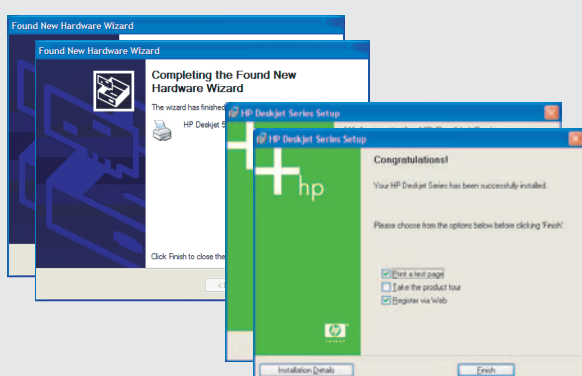 Found New Hardware Wizard
Found New Hardware Wizard
Completing the Found New
Hardware Wizard
The wizard has finished
HP Deskjet 5
Click Finish to close the
HP Deskjet Series Setup
HP Deskjet Series Setup
hp
Congratulations!
Your HP Deskjet Series has been successfully installed.
Please choose from the options below before clicking 'Finish'.
Print a test page
Take the product tour
Register via Web
hp
Installation Details
Finish